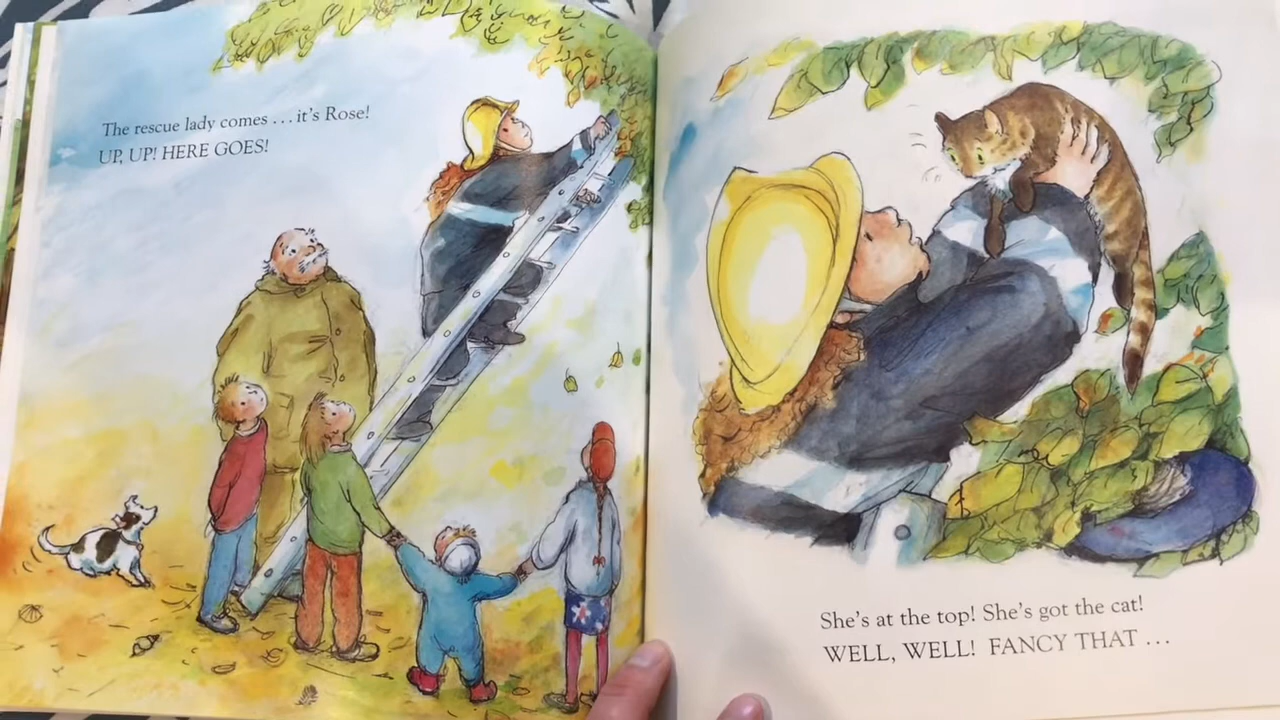 The rescue lady comes . . . it's Rose!
UP, UP! HERE GOES!
She's at the top! She's got the cat!
WELL, WELL! FANCY THAT . . .